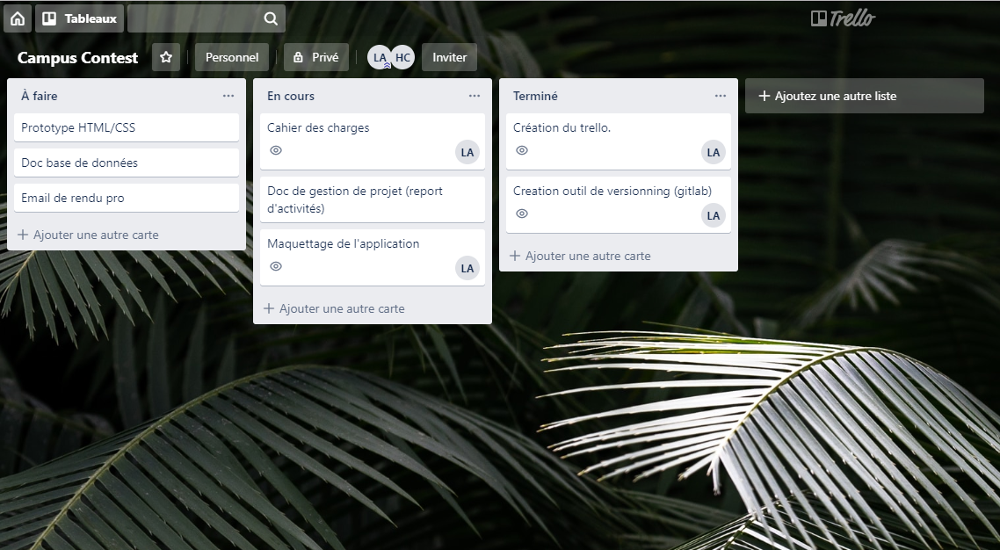 Tableaux
Trello
Campus Contest
Personnel
Privé
LA
HC
Inviter
À faire
Prototype HTML/CSS
Doc base de données
Email de rendu pro
Ajouter une autre carte
En cours
Cahier des charges
LA
Doc de gestion de projet (report
d'activités)
Maquettage de l'application
LA
Ajouter une autre carte
Terminé
Création du trello.
LA
Creation outil de versionning (gitlab)
LA
Ajouter une autre carte
Ajoutez une autre liste